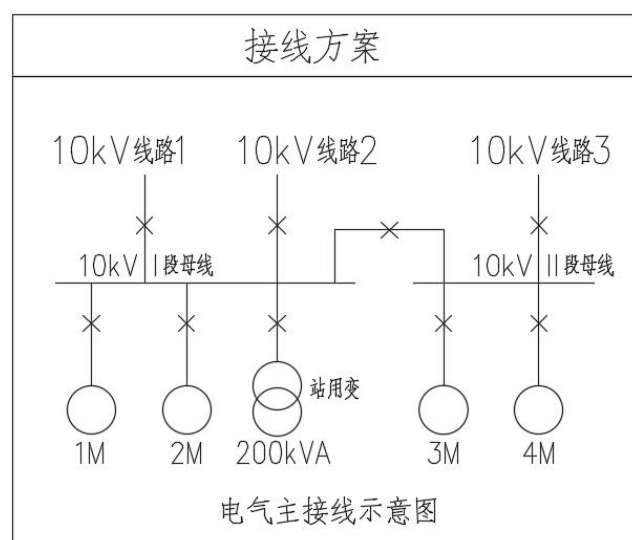 接线方案
10kV线路1 10kV线路2 10kV线路3
10kV I段母线 10kV II段母线
站用变
1M 2M 200kVA 3M 4M
电气主接线示意图